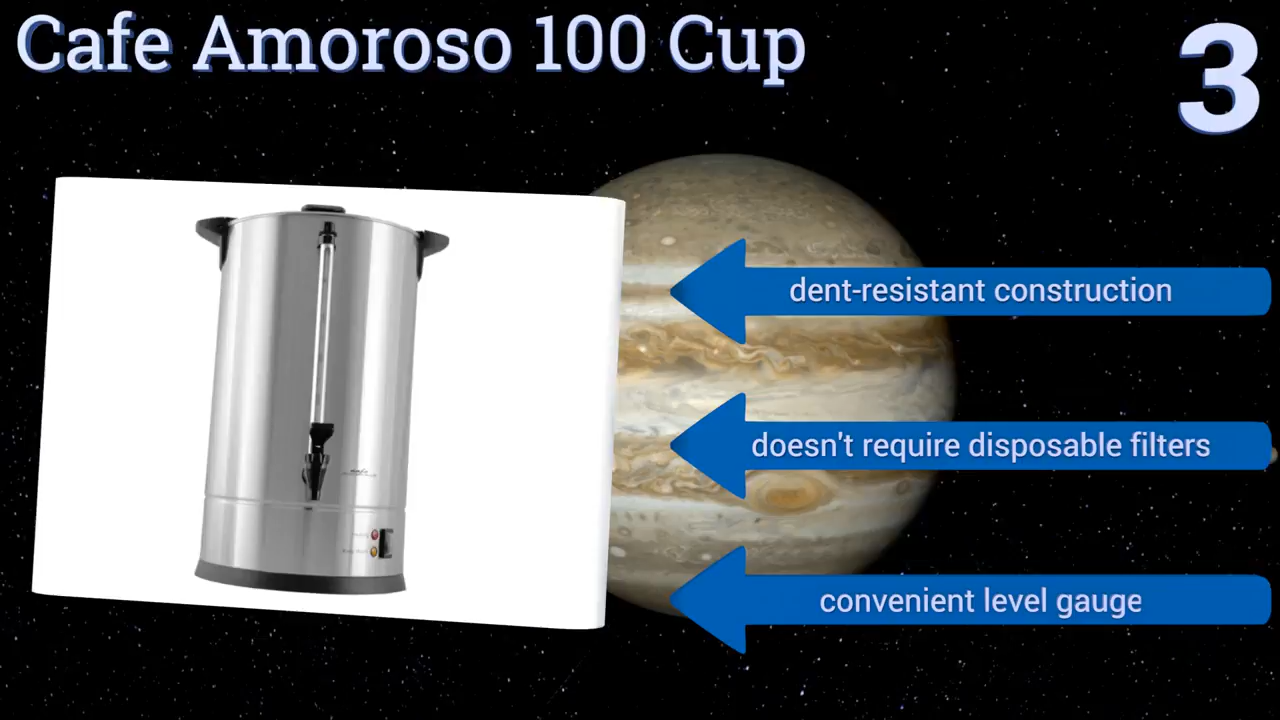 Cafe Amoroso 100 Cup
3
dent-resistant construction
doesn't require disposable filters
convenient level gauge